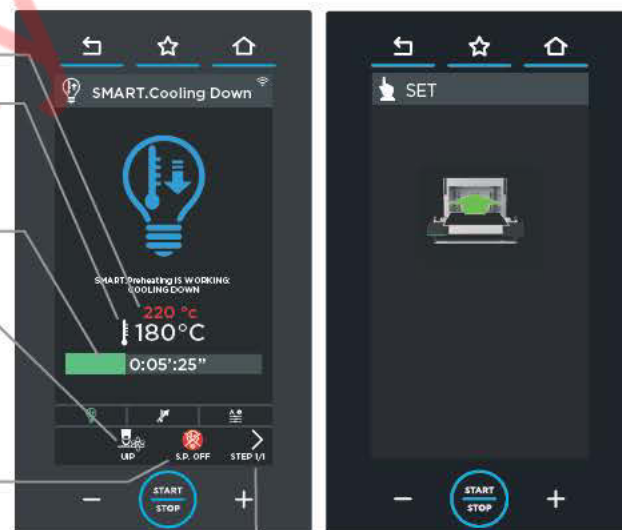 SMART.Cooling Down
SMART.Preheating IS WORKING:
COOLING DOWN
220 °c
180°C
0:05':25”
UIP
S.P. OFF
STEP 1/1
START
STOP
SET
START
STOP